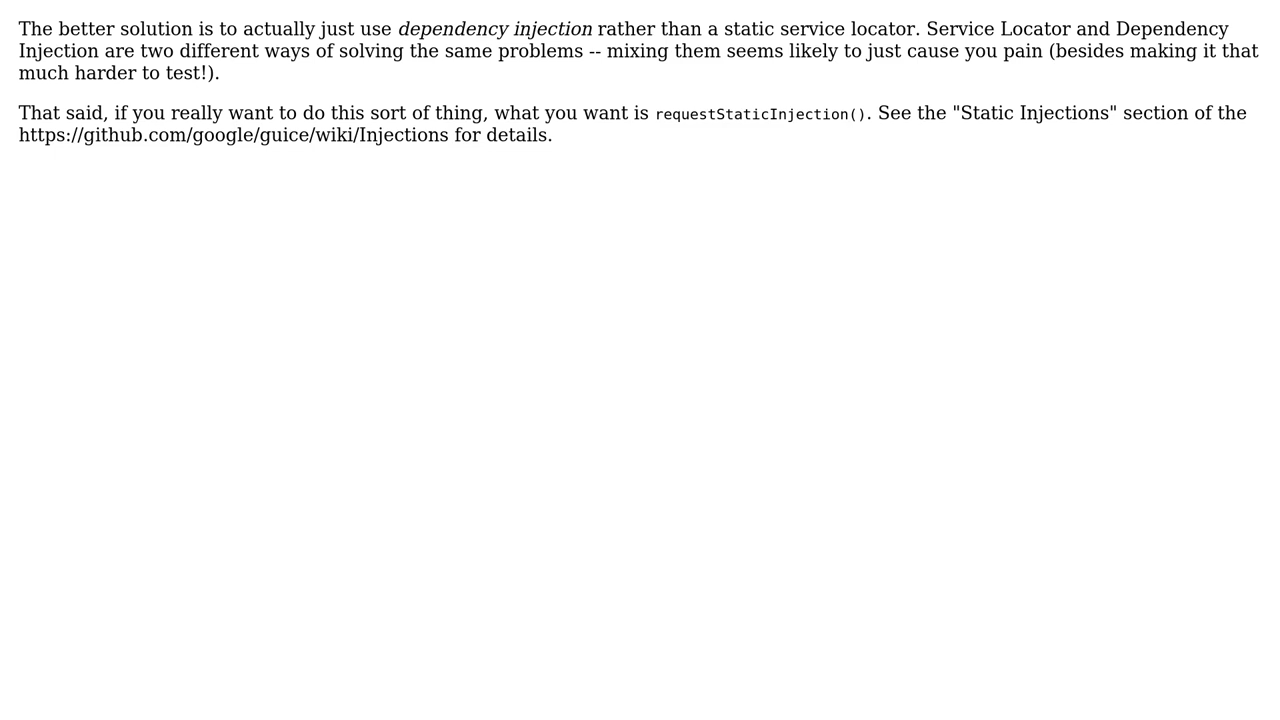 The better solution is to actually just use dependency injection rather than a static service locator. Service Locator and Dependency
Injection are two different ways of solving the same problems -- mixing them seems likely to just cause you pain (besides making it that
much harder to test!).
That said, if you really want to do this sort of thing, what you want is requestStaticInjection(). See the "Static Injections" section of the
https://github.com/google/guice/wiki/Injections for details.